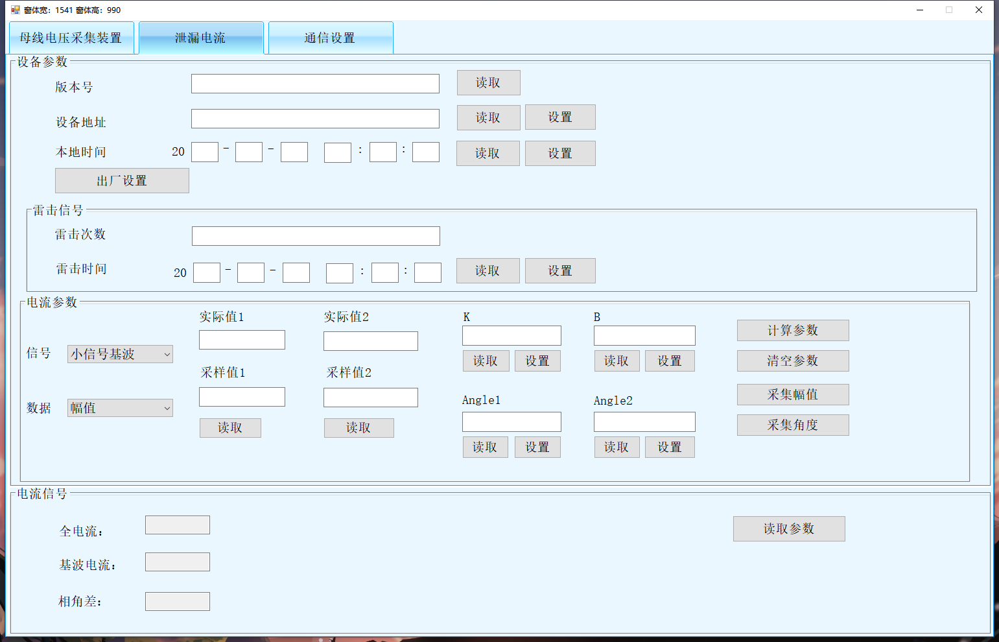 窗体宽：1541 窗体高：990
母线电压采集装置 泄漏电流 通信设置
设备参数
版本号 读取
设备地址 读取 设置
本地时间 20 - - : : 读取 设置
出厂设置
雷击信号
雷击次数
雷击时间 20 - - : : 读取 设置
电流参数
实际值1 实际值2 K B 计算参数
信号 小信号基波 读取 设置 读取 设置 清空参数
采样值1 采样值2
采集幅值
数据 幅值 Angle1 Angle2
读取 读取 采集角度
读取 设置 读取 设置
电流信号
全电流： 读取参数
基波电流：
相角差：